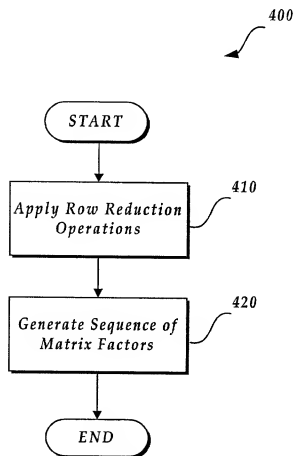 400
START
Apply Row Reduction
Operations
410
Generate Sequence of
Matrix Factors
420
END